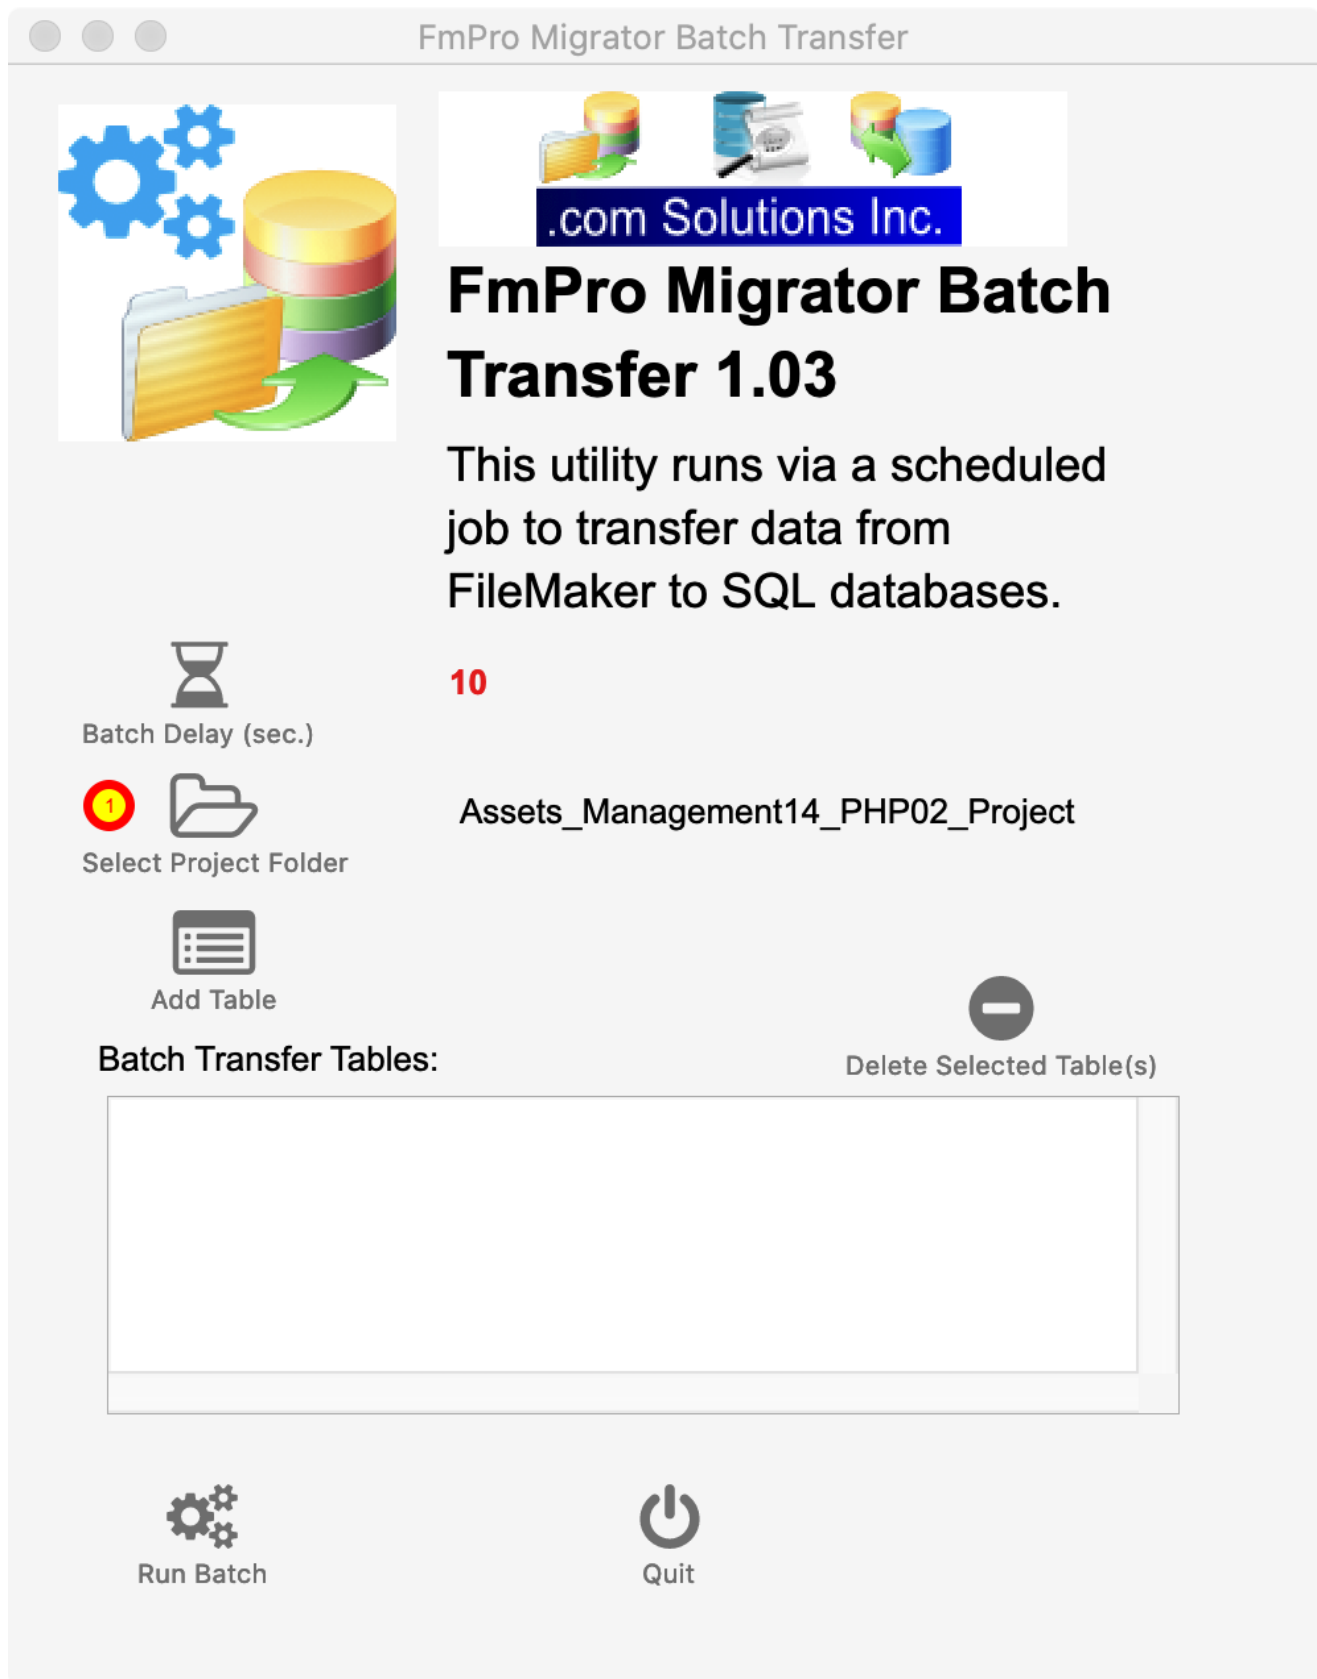 FmPro Migrator Batch Transfer
.com Solutions Inc.
FmPro Migrator Batch
Transfer 1.03
This utility runs via a scheduled
job to transfer data from
FileMaker to SQL databases.
10
Batch Delay (sec.)
1
Assets_Management14_PHP02_Project
Select Project Folder
Add Table
Batch Transfer Tables:
Delete Selected Table(s)
Run Batch
Quit